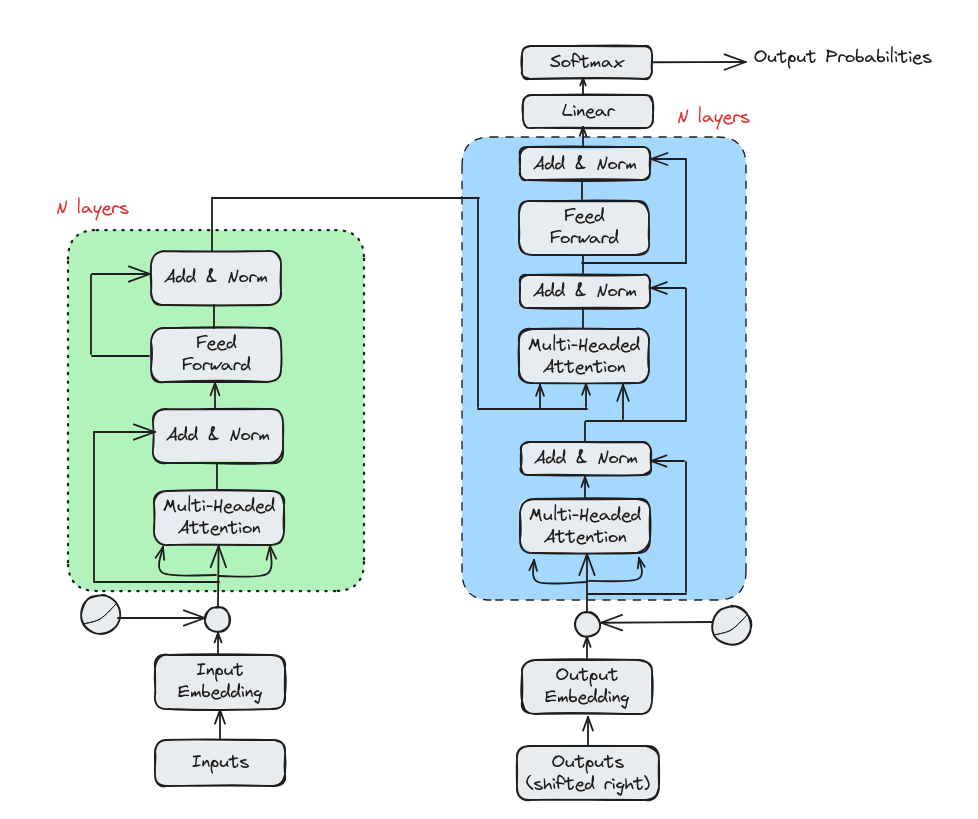 Softmax
Output Probabilities
Linear
N layers
Add & Norm
Feed
Forward
Add & Norm
Multi-Headed
Attention
Add & Norm
Multi-Headed
Attention
Output
Embedding
Outputs
(shifted right)
N layers
Add & Norm
Feed
Forward
Add & Norm
Multi-Headed
Attention
Input
Embedding
Inputs